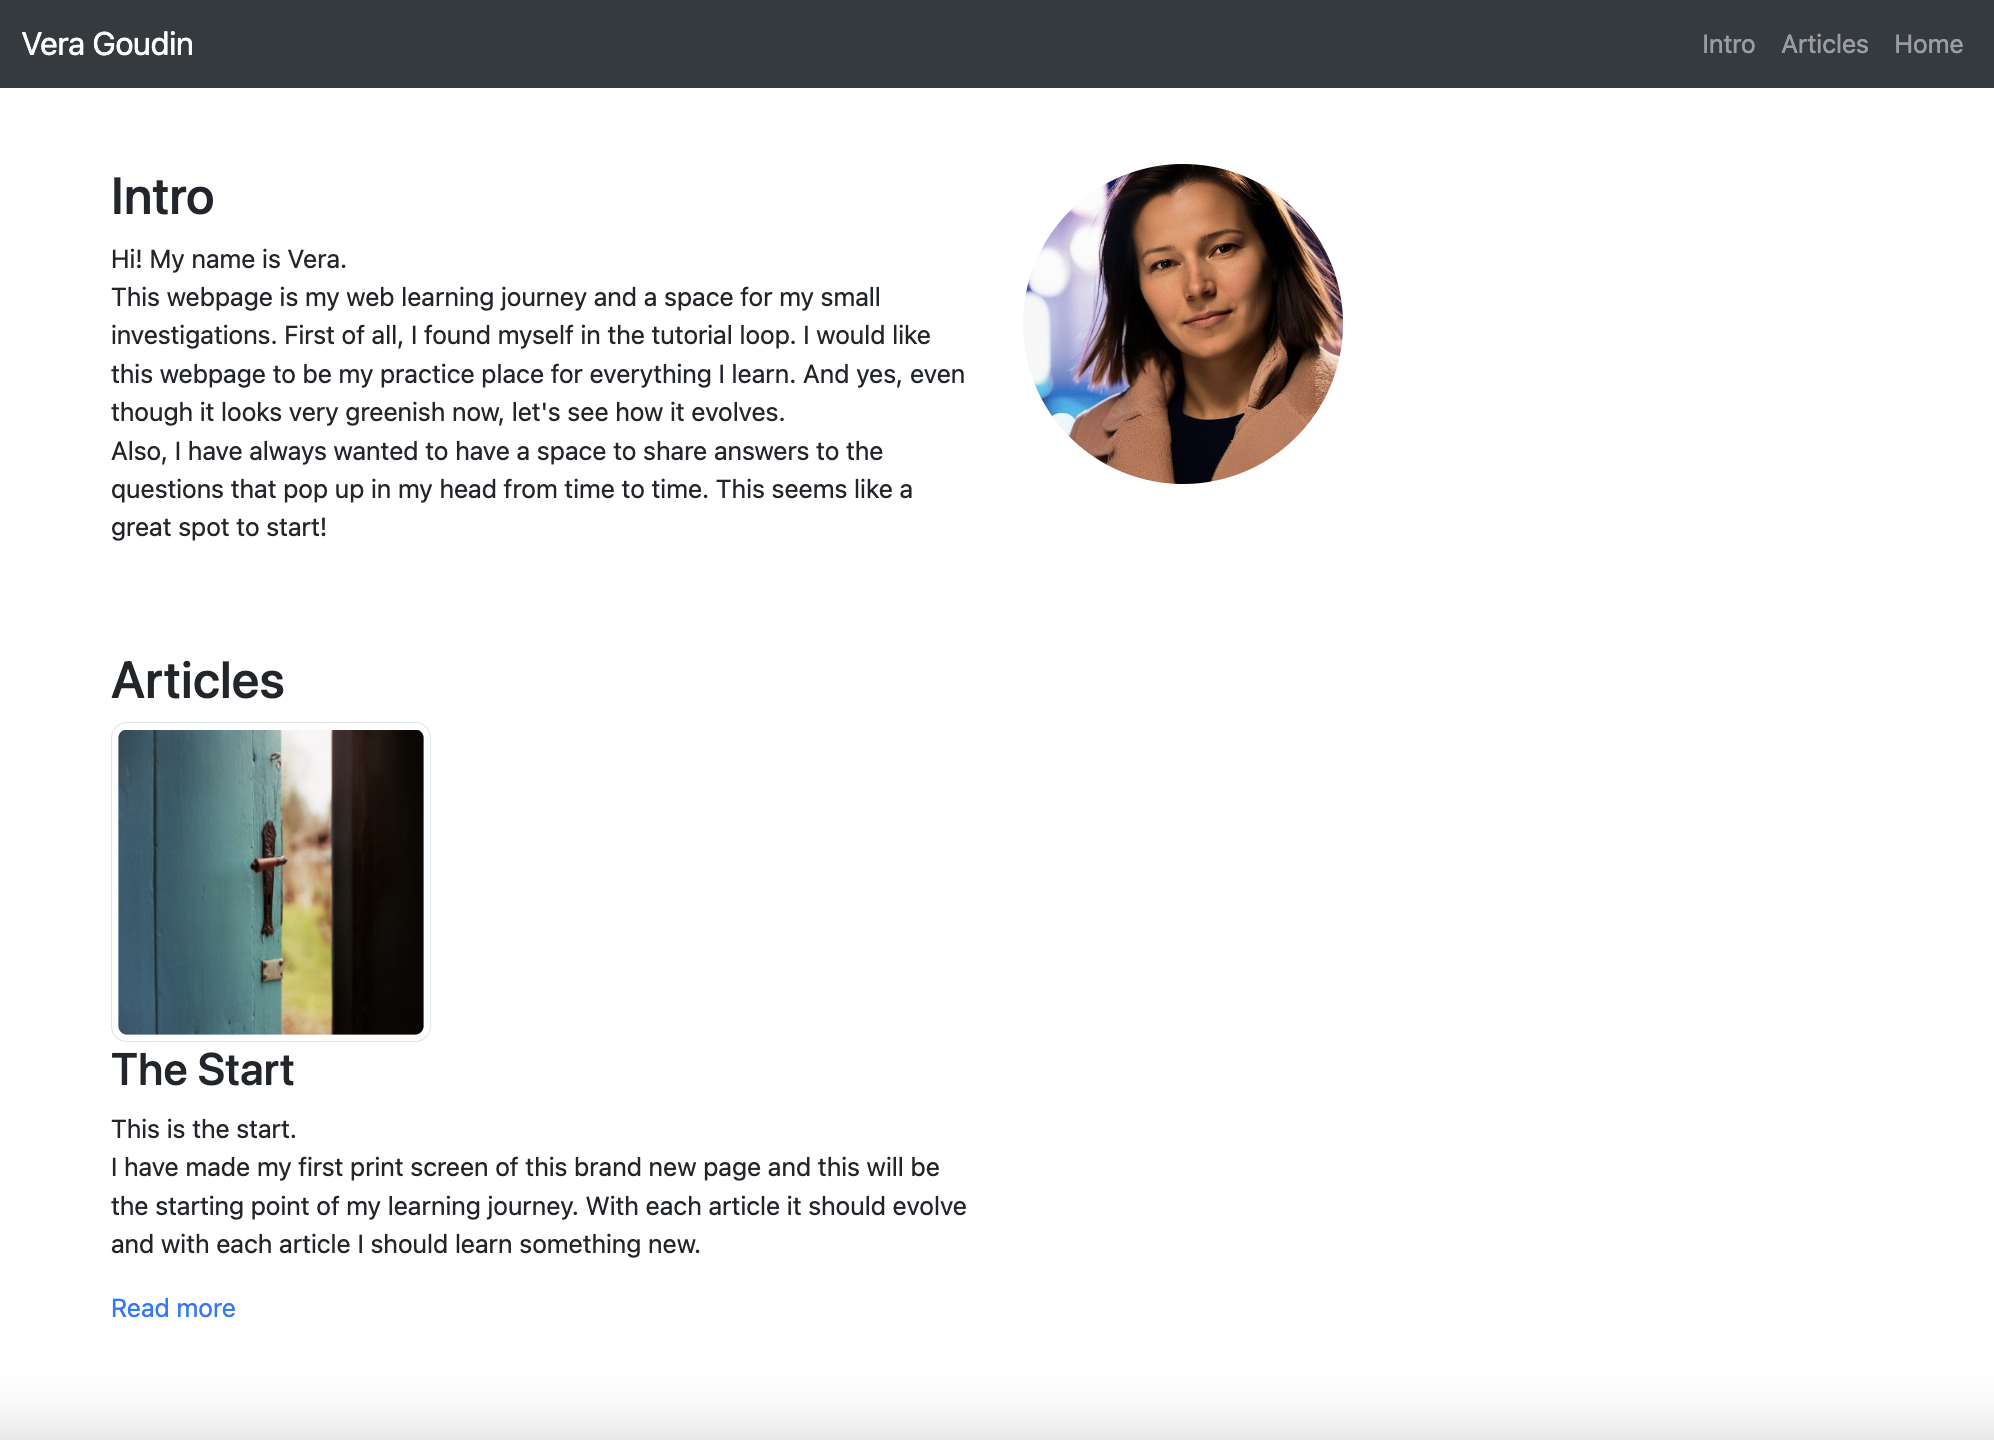 Vera Goudin
Intro Articles Home
Intro
Hi! My name is Vera.
This webpage is my web learning journey and a space for my small
investigations. First of all, I found myself in the tutorial loop. I would like
this webpage to be my practice place for everything I learn. And yes, even
though it looks very greenish now, let's see how it evolves.
Also, I have always wanted to have a space to share answers to the
questions that pop up in my head from time to time. This seems like a
great spot to start!
Articles
The Start
This is the start.
I have made my first print screen of this brand new page and this will be
the starting point of my learning journey. With each article it should evolve
and with each article I should learn something new.
Read more